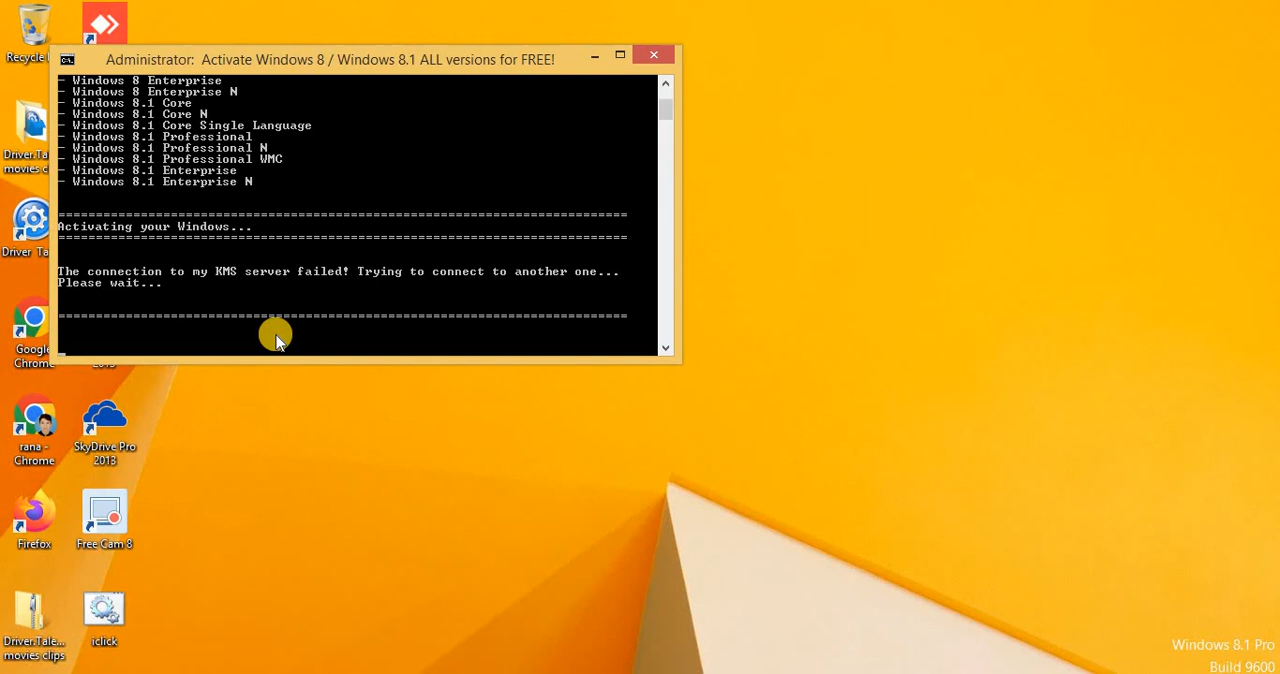 Recycle
Administrator:  Activate Windows 8 / Windows 8.1 ALL versions for FREE!
- Windows 8 Enterprise
- Windows 8 Enterprise N
- Windows 8.1 Core
- Windows 8.1 Core N
- Windows 8.1 Core Single Language
- Windows 8.1 Professional
- Windows 8.1 Professional N
- Windows 8.1 Professional WMC
- Windows 8.1 Enterprise
- Windows 8.1 Enterprise N
============================================================================
Activating your Windows...
============================================================================
The connection to my KMS server failed! Trying to connect to another one...
Please wait...
============================================================================
Driver.Tale
movies c
Driver Ta
Google
Chrome
2013
rana -
Chrome
SkyDrive Pro
2013
Firefox
Free Cam 8
Driver.Tale...
movies clips
iclick
Windows 8.1 Pro
Build 9600